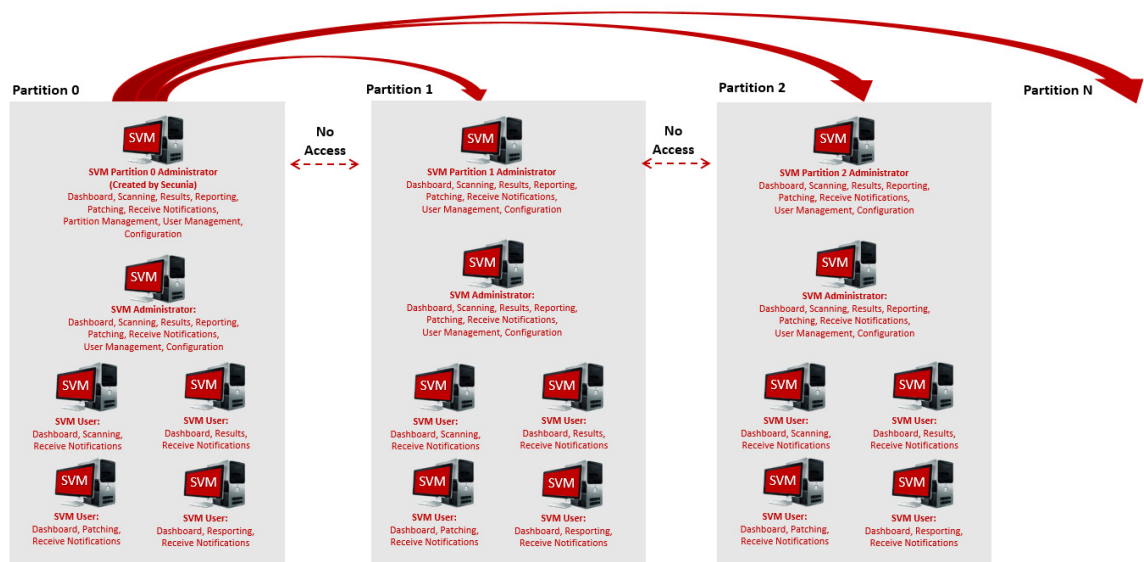 Partition 0
SVM
SVM Partition 0 Administrator
(Created by Secunia)
Dashboard, Scanning, Results, Reporting,
Patching, Receive Notifications,
Partition Management, User Management,
Configuration
SVM
SVM Administrator:
Dashboard, Scanning, Results, Reporting,
Patching, Receive Notifications,
User Management, Configuration
SVM
SVM User:
Dashboard, Scanning,
Receive Notifications
SVM
SVM User:
Dashboard, Results,
Receive Notifications
SVM
SVM User:
Dashboard, Patching,
Receive Notifications
SVM
SVM User:
Dashboard, Resporting,
Receive Notifications
No
Access
Partition 1
SVM
SVM Partition 1 Administrator
Dashboard, Scanning, Results, Reporting,
Patching, Receive Notifications,
User Management, Configuration
SVM
SVM Administrator:
Dashboard, Scanning, Results, Reporting,
Patching, Receive Notifications,
User Management, Configuration
SVM
SVM User:
Dashboard, Scanning,
Receive Notifications
SVM
SVM User:
Dashboard, Results,
Receive Notifications
SVM
SVM User:
Dashboard, Patching,
Receive Notifications
SVM
SVM User:
Dashboard, Resporting,
Receive Notifications
No
Access
Partition 2
SVM
SVM Partition 2 Administrator
Dashboard, Scanning, Results, Reporting,
Patching, Receive Notifications,
User Management, Configuration
SVM
SVM Administrator:
Dashboard, Scanning, Results, Reporting,
Patching, Receive Notifications,
User Management, Configuration
SVM
SVM User:
Dashboard, Scanning,
Receive Notifications
SVM
SVM User:
Dashboard, Results,
Receive Notifications
SVM
SVM User:
Dashboard, Patching,
Receive Notifications
SVM
SVM User:
Dashboard, Resporting,
Receive Notifications
Partition N